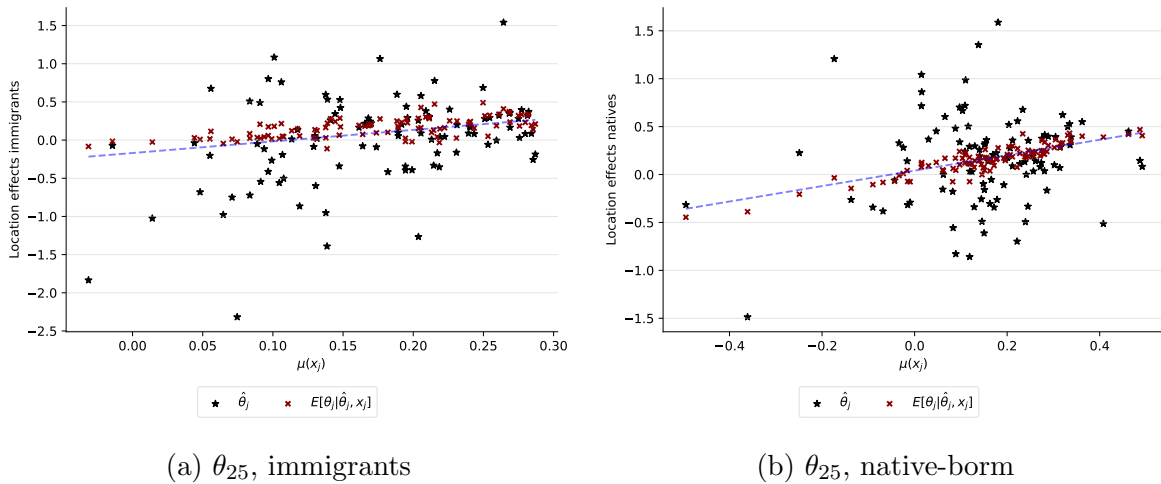 1.5
1.0
0.5
0.0
−0.5
−1.0
−1.5
−2.0
−2.5
Location effects immigrants
0.00 0.05 0.10 0.15 0.20 0.25 0.30
μ(x_j)
θ̂_j E[θ_j|θ̂_j, x_j]
(a) θ_25, immigrants
1.5
1.0
0.5
0.0
−0.5
−1.0
−1.5
Location effects natives
−0.4 −0.2 0.0 0.2 0.4
μ(x_j)
θ̂_j E[θ_j|θ̂_j, x_j]
(b) θ_25, native-borm